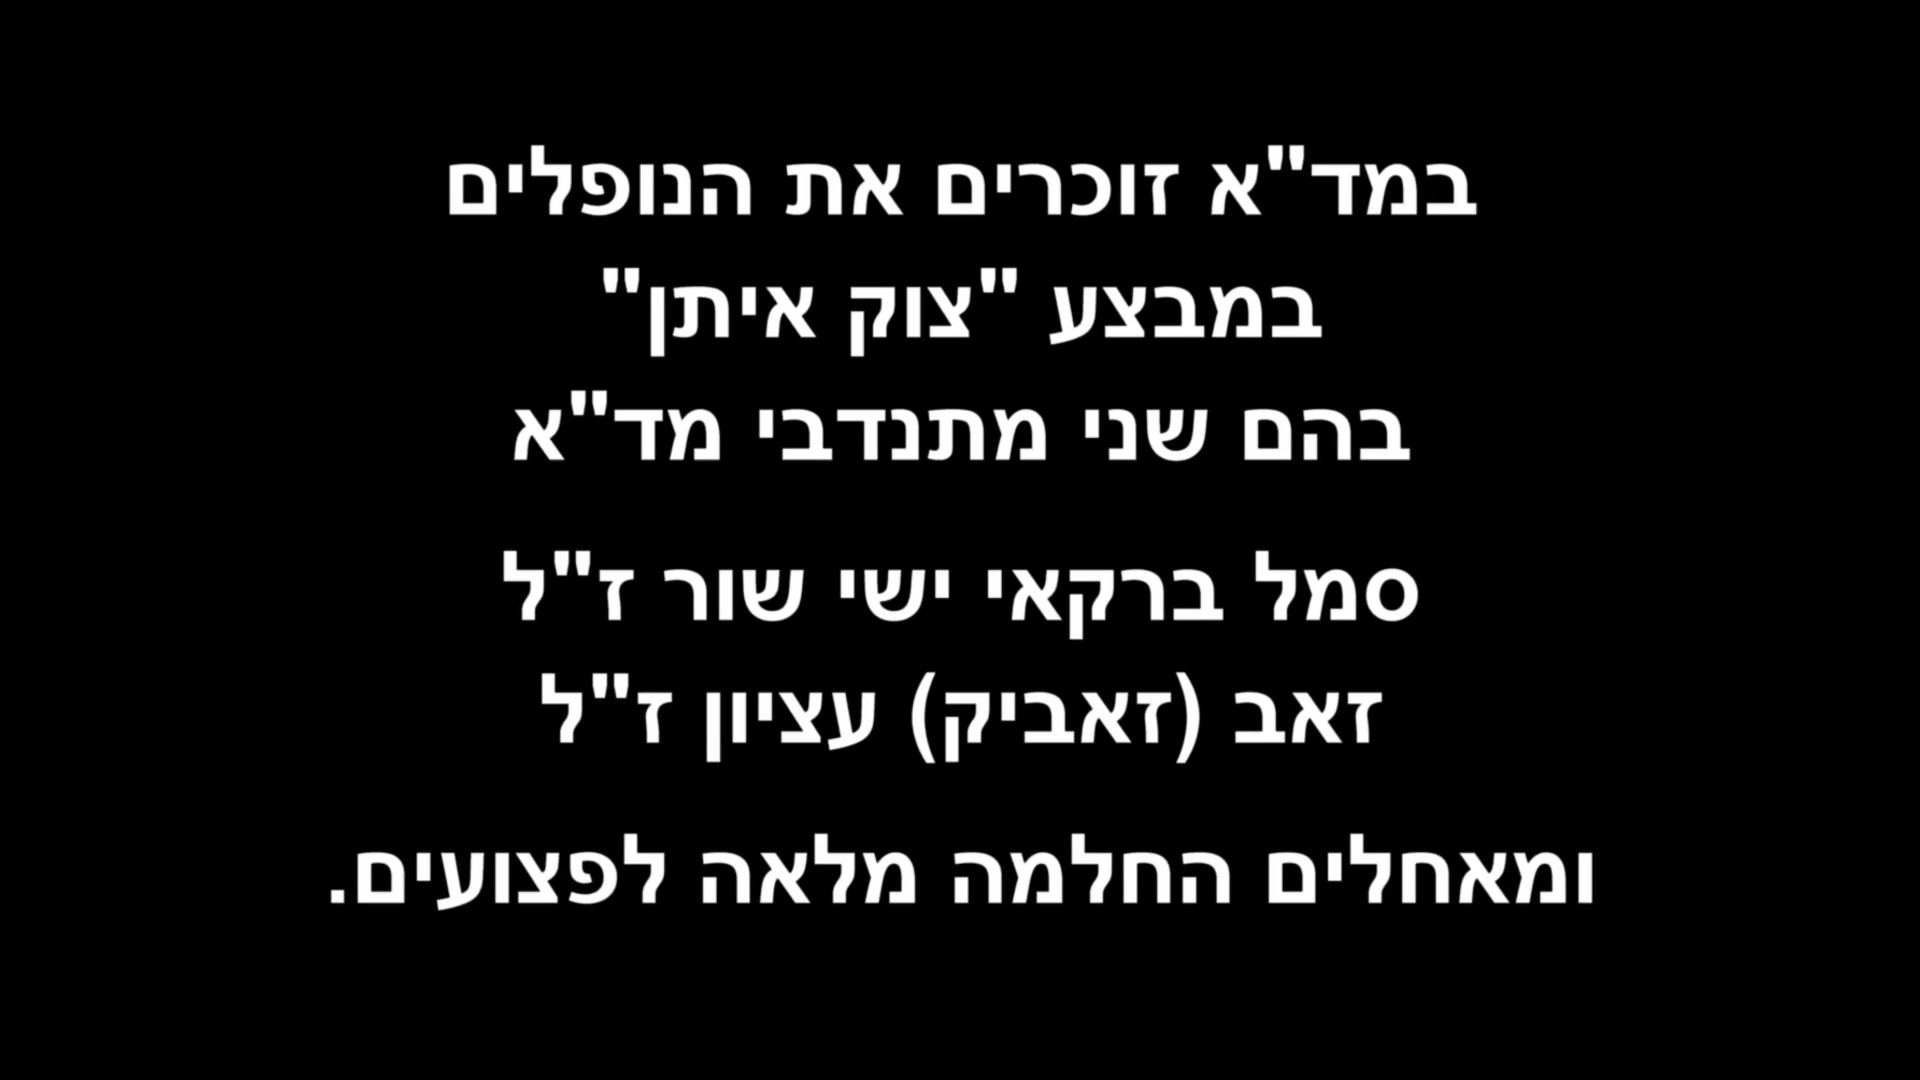 במד"א זוכרים את הנופלים
במבצע "צוק איתן"
בהם שני מתנדבי מד"א
סמל ברקאי ישי שור ז"ל
זאב (זאביק) עציון ז"ל
ומאחלים החלמה מלאה לפצועים.